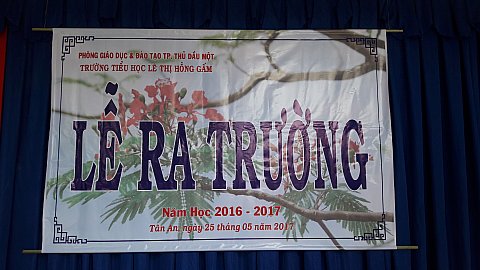 PHÒNG GIÁO DỤC & ĐÀO TẠO TP. THỦ DẦU MỘT
TRƯỜNG TIỂU HỌC LÊ THỊ HỒNG GẤM
LỄ RA TRƯỜNG
Năm Học 2016 - 2017
Tân An, ngày 25 tháng 05 năm 2017